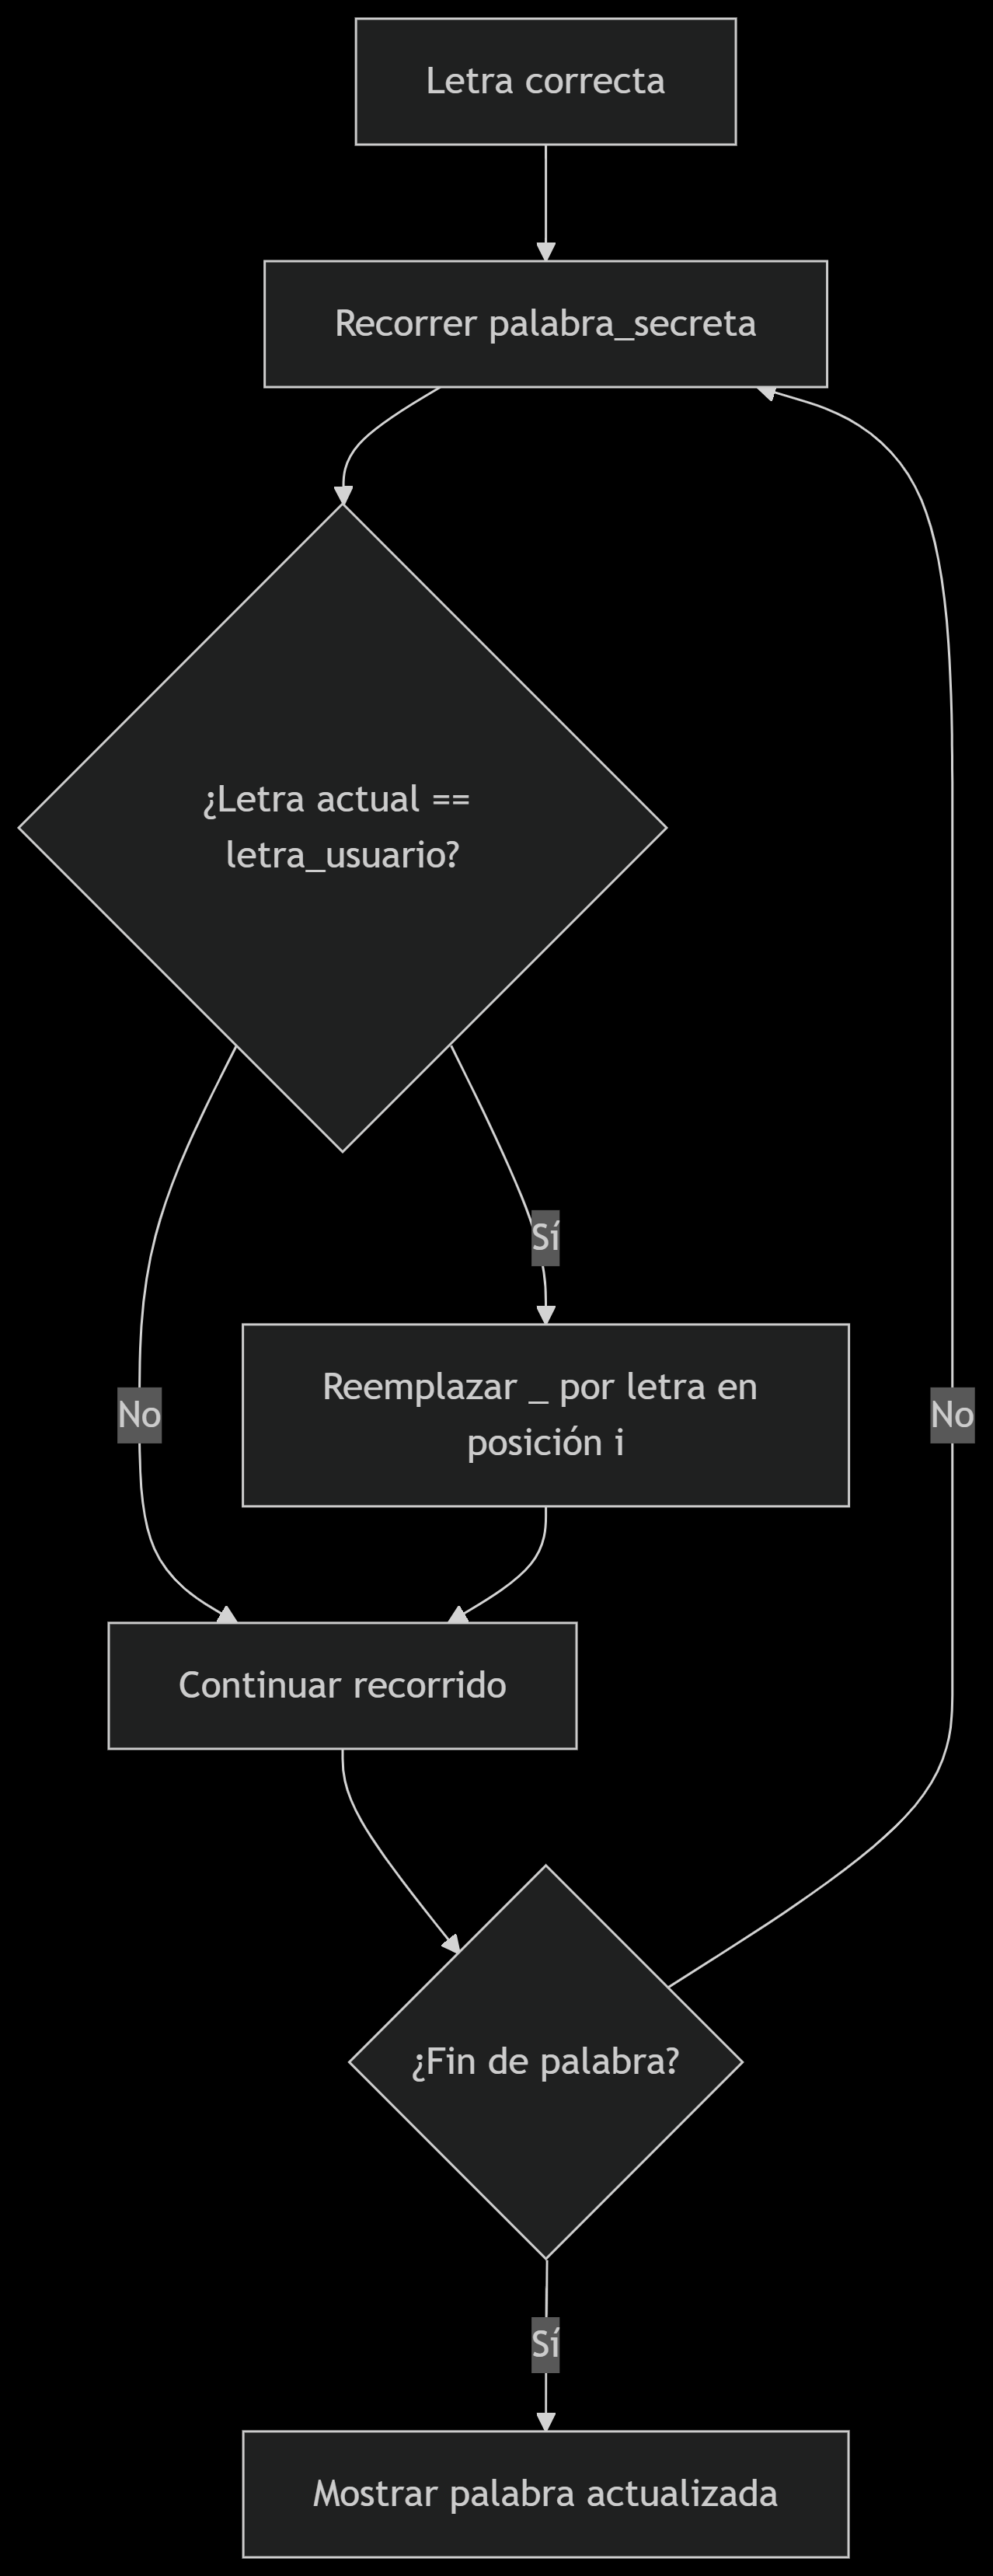 Letra correcta
Recorrer palabra_secreta
¿Letra actual ==
letra_usuario?
Sí
Reemplazar _ por letra en
posición i
No
No
Continuar recorrido
¿Fin de palabra?
Sí
Mostrar palabra actualizada